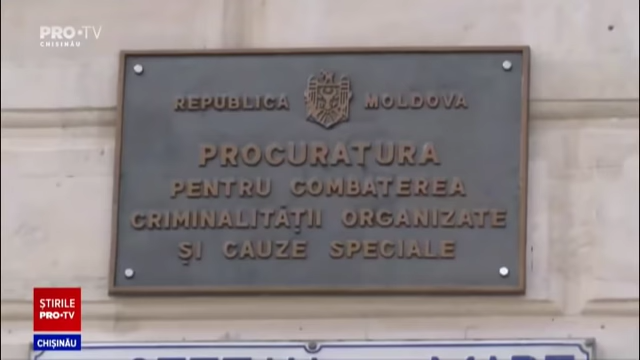 PRO•TV
CHIȘINĂU
REPUBLICA MOLDOVA
PROCURATURA
PENTRU COMBATEREA
CRIMINALITĂȚII ORGANIZATE
ȘI CAUZE SPECIALE
ȘTIRILE
PRO•TV
CHIȘINĂU